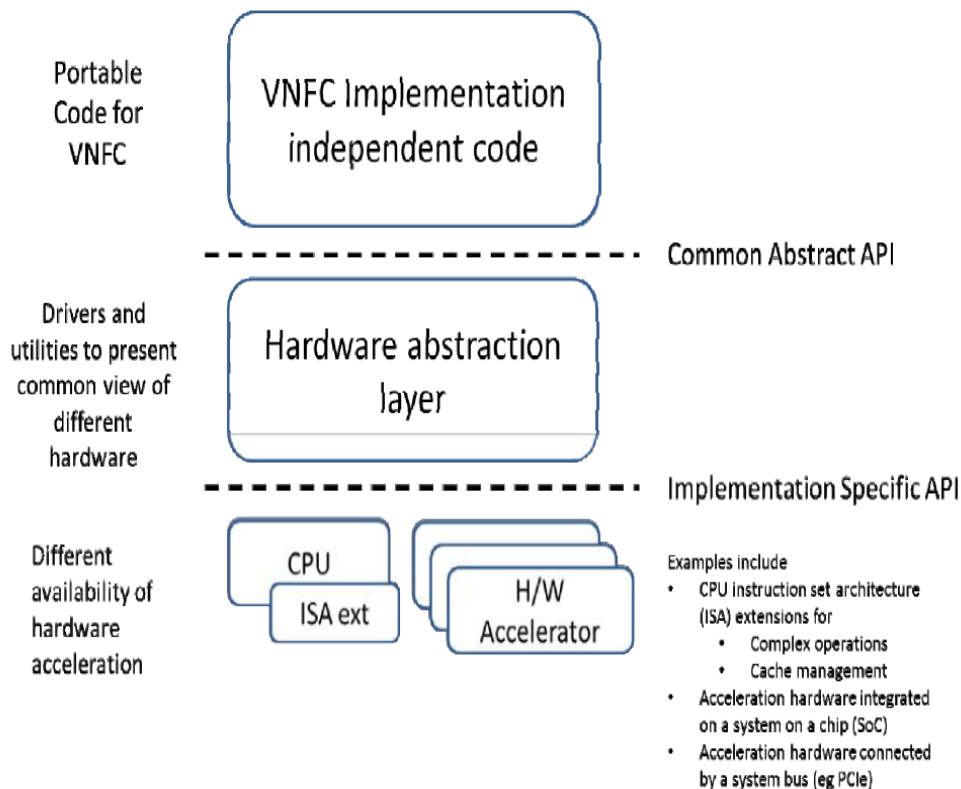 Portable
Code for
VNFC
VNFC Implementation
independent code
Common Abstract API
Drivers and
utilities to present
common view of
different
hardware
Hardware abstraction
layer
Implementation Specific API
Different
availability of
hardware
acceleration
CPU
ISA ext
H/W
Accelerator
Examples include
• CPU instruction set architecture
(ISA) extensions for
• Complex operations
• Cache management
• Acceleration hardware integrated
on a system on a chip (SoC)
• Acceleration hardware connected
by a system bus (eg PCIe)